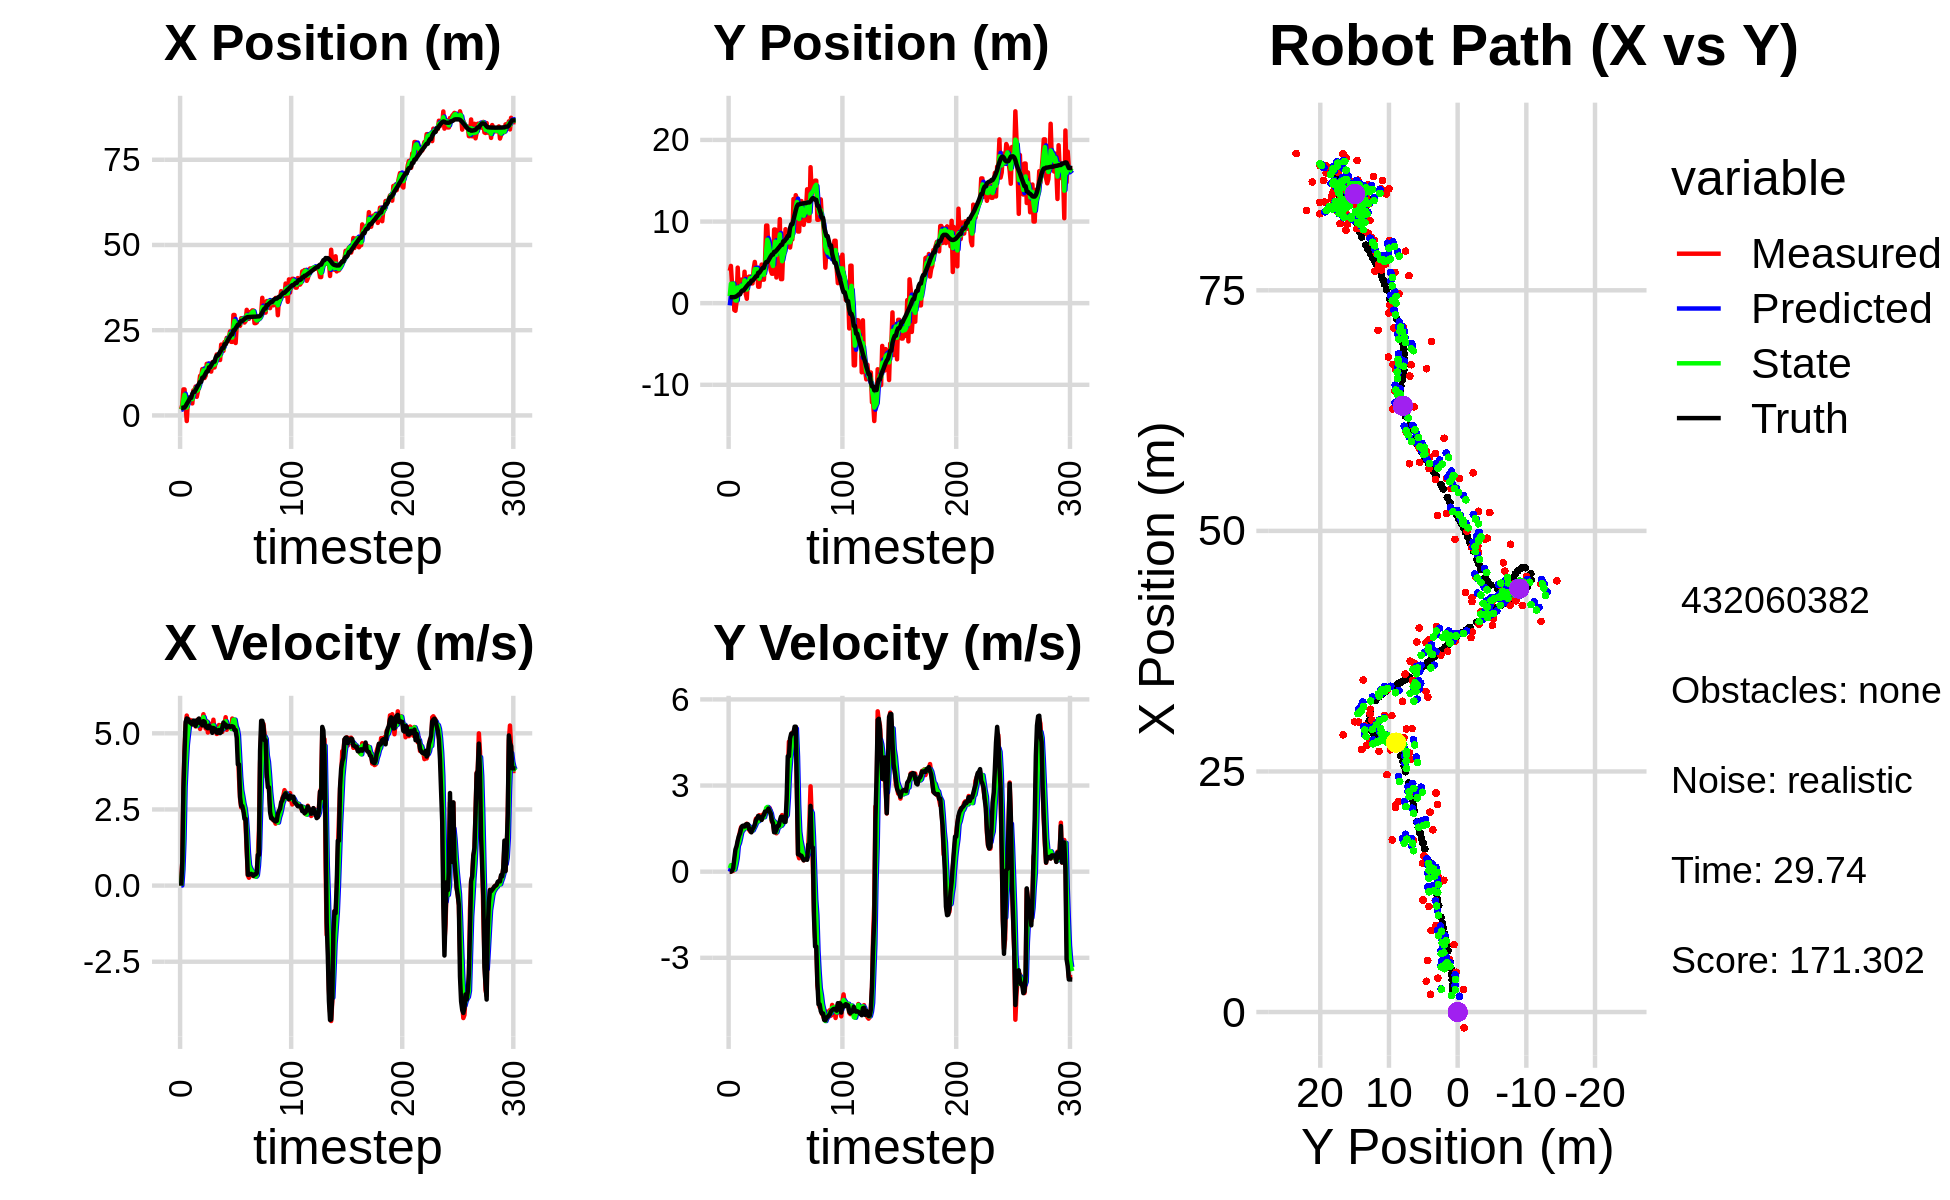 X Position (m)
75
50
25
0
0
100
200
300
timestep
Y Position (m)
20
10
0
-10
0
100
200
300
timestep
X Velocity (m/s)
5.0
2.5
0.0
-2.5
0
100
200
300
timestep
Y Velocity (m/s)
6
3
0
-3
0
100
200
300
timestep
Robot Path (X vs Y)
X Position (m)
75
50
25
0
20 10 0 -10 -20
Y Position (m)
variable
Measured
Predicted
State
Truth
432060382
Obstacles: none
Noise: realistic
Time: 29.74
Score: 171.302